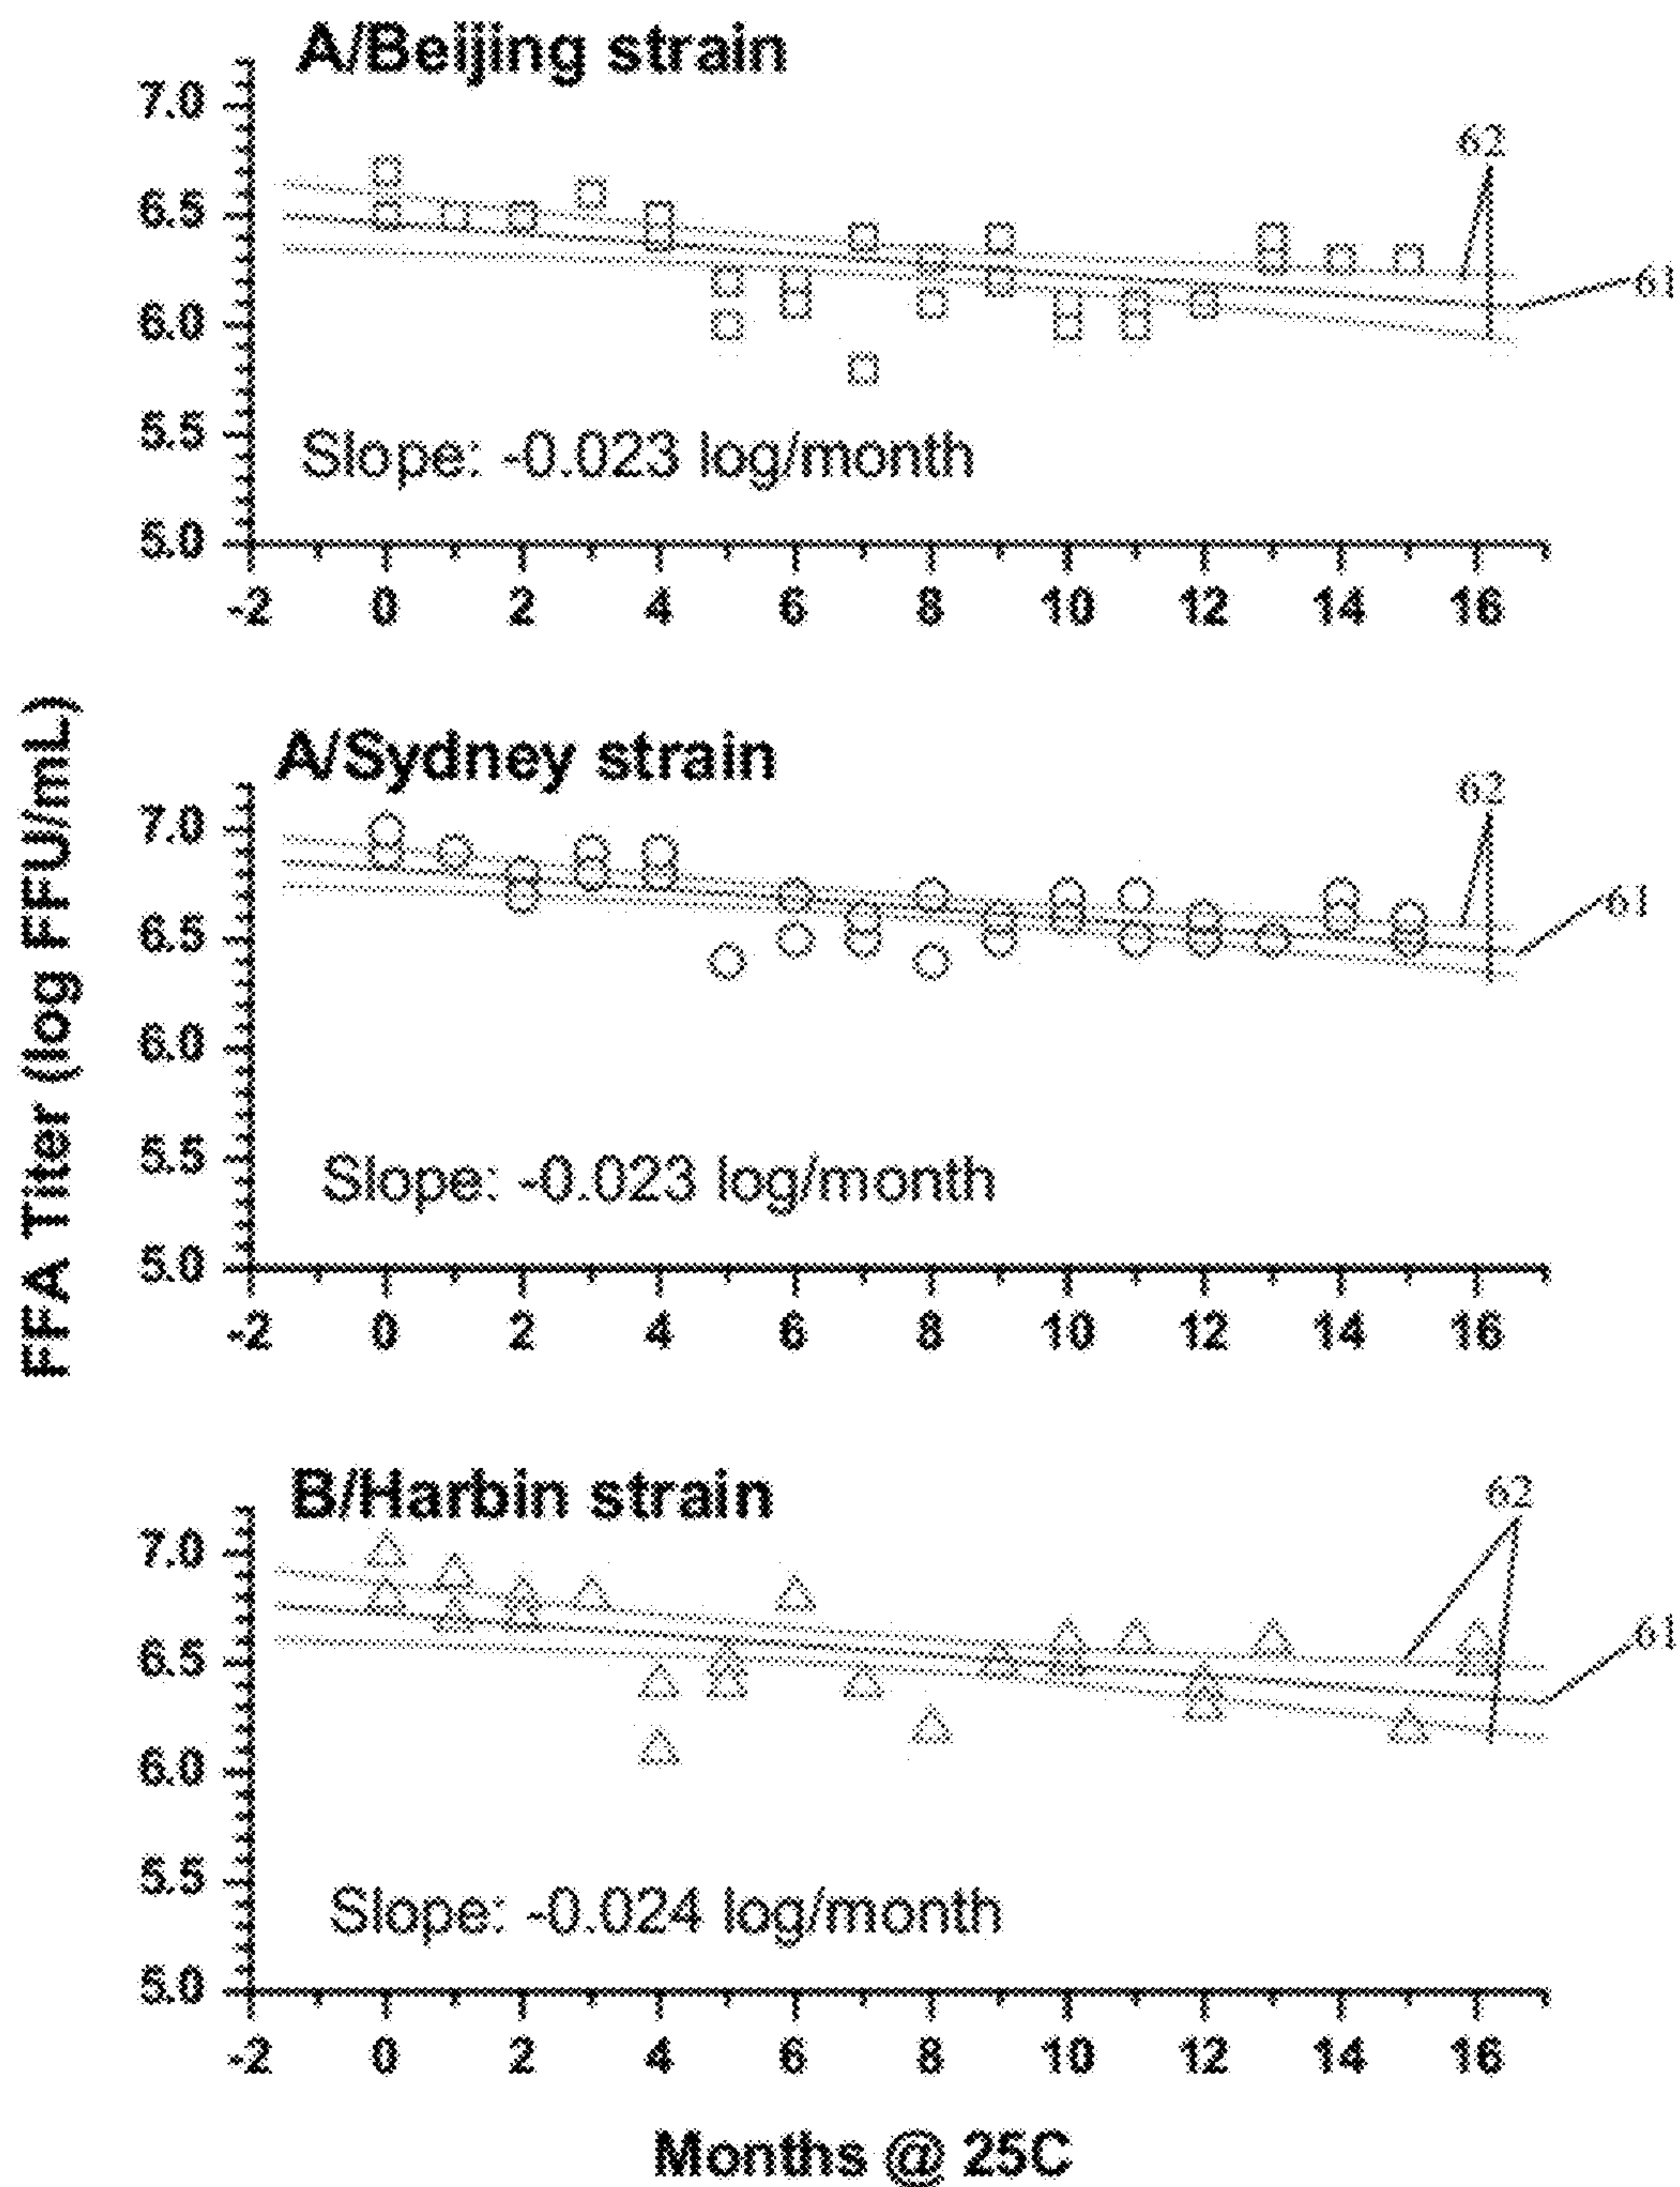 A/Beijing strain
7.0
62
6.5
61
6.0
5.5
Slope: -0.023 log/month
5.0
-2 0 2 4 6 8 10 12 14 16
FFA Titer (log FFU/mL)
A/Sydney strain
62
7.0
61
6.5
6.0
5.5
Slope: -0.023 log/month
5.0
-2 0 2 4 6 8 10 12 14 16
B/Harbin strain
62
7.0
61
6.5
6.0
5.5
Slope: -0.024 log/month
5.0
-2 0 2 4 6 8 10 12 14 16
Months @ 25C